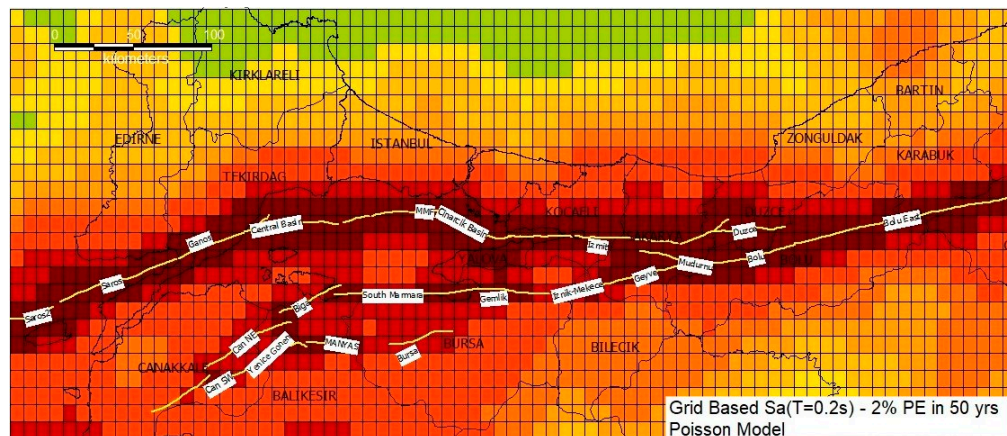 0 50 100
kilometers
KIRKLARELI
BARTIN
EDIRNE
ISTANBUL
ZONGULDAK
KARABUK
TEKIRDAG
KOCAELI
MMF
Cinarcik Basin
Central Basin
Bolu East
Duzce
Ganos
Izmit
Bolu
Mudurnu
Saros
Geyve
Iznik-Mekece
South Marmara
Gemlik
Biga
Saros2
Can NE
Yenice Gonen
MANYAS
Bursa
BURSA
BILECIK
CANAKKALE
Can SW
BALIKESIR
Grid Based Sa(T=0.2s) - 2% PE in 50 yrs
Poisson Model